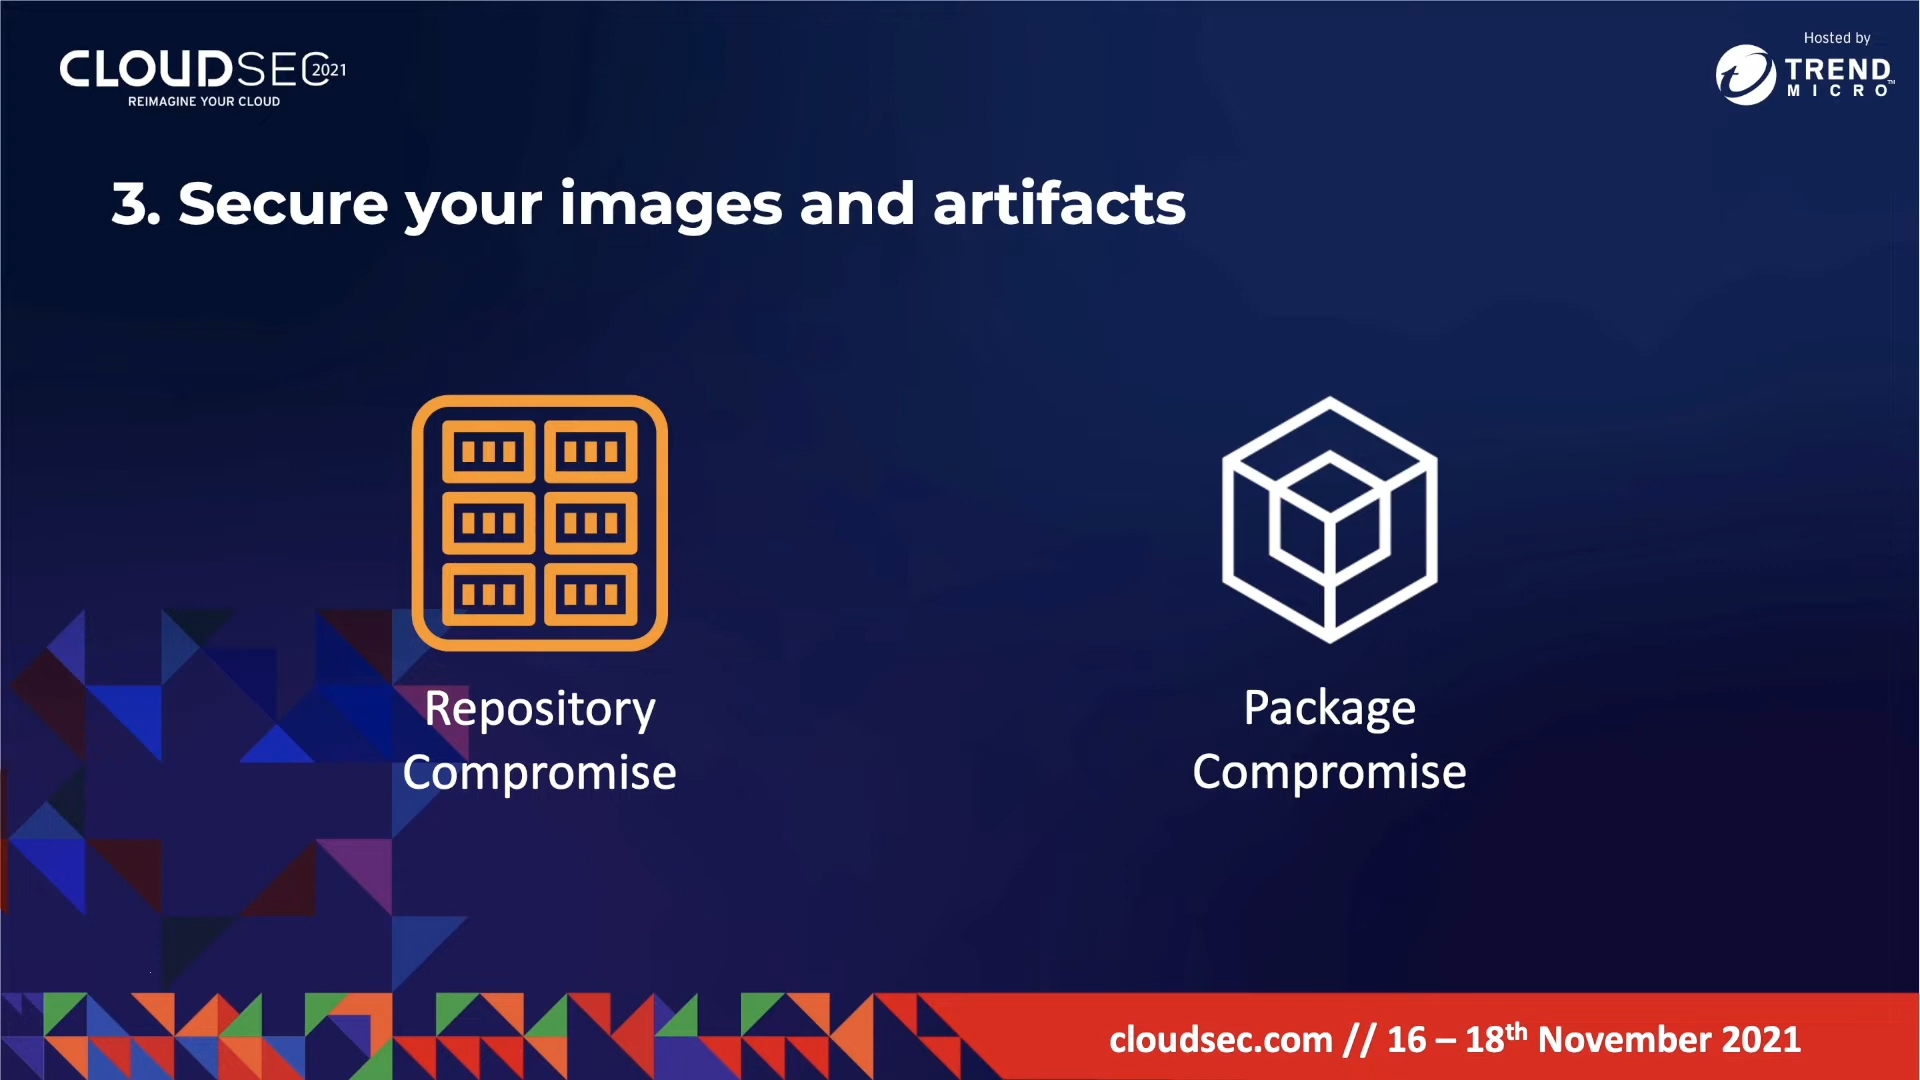 CLOUDSEC 2021
REIMAGINE YOUR CLOUD
Hosted by
TREND
MICRO™
3. Secure your images and artifacts
Repository
Compromise
Package
Compromise
cloudsec.com // 16 – 18th November 2021